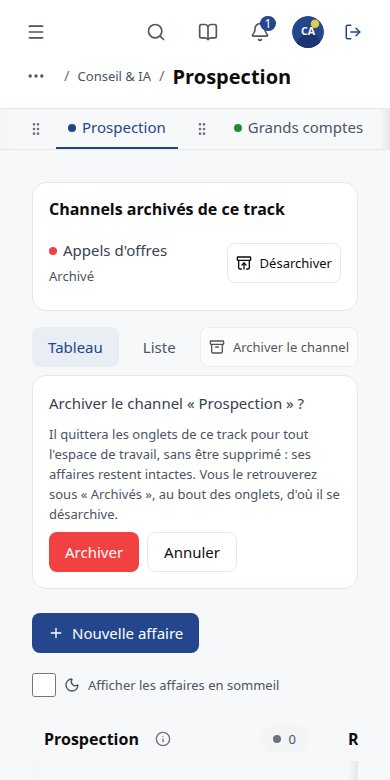 1
CA
/ Conseil & IA / Prospection
Prospection
Grands comptes
Channels archivés de ce track
Appels d'offres
Archivé
Désarchiver
Tableau
Liste
Archiver le channel
Archiver le channel « Prospection » ?
Il quittera les onglets de ce track pour tout
l'espace de travail, sans être supprimé : ses
affaires restent intactes. Vous le retrouverez
sous « Archivés », au bout des onglets, d'où il se
désarchive.
Archiver
Annuler
Nouvelle affaire
Afficher les affaires en sommeil
Prospection
0
R